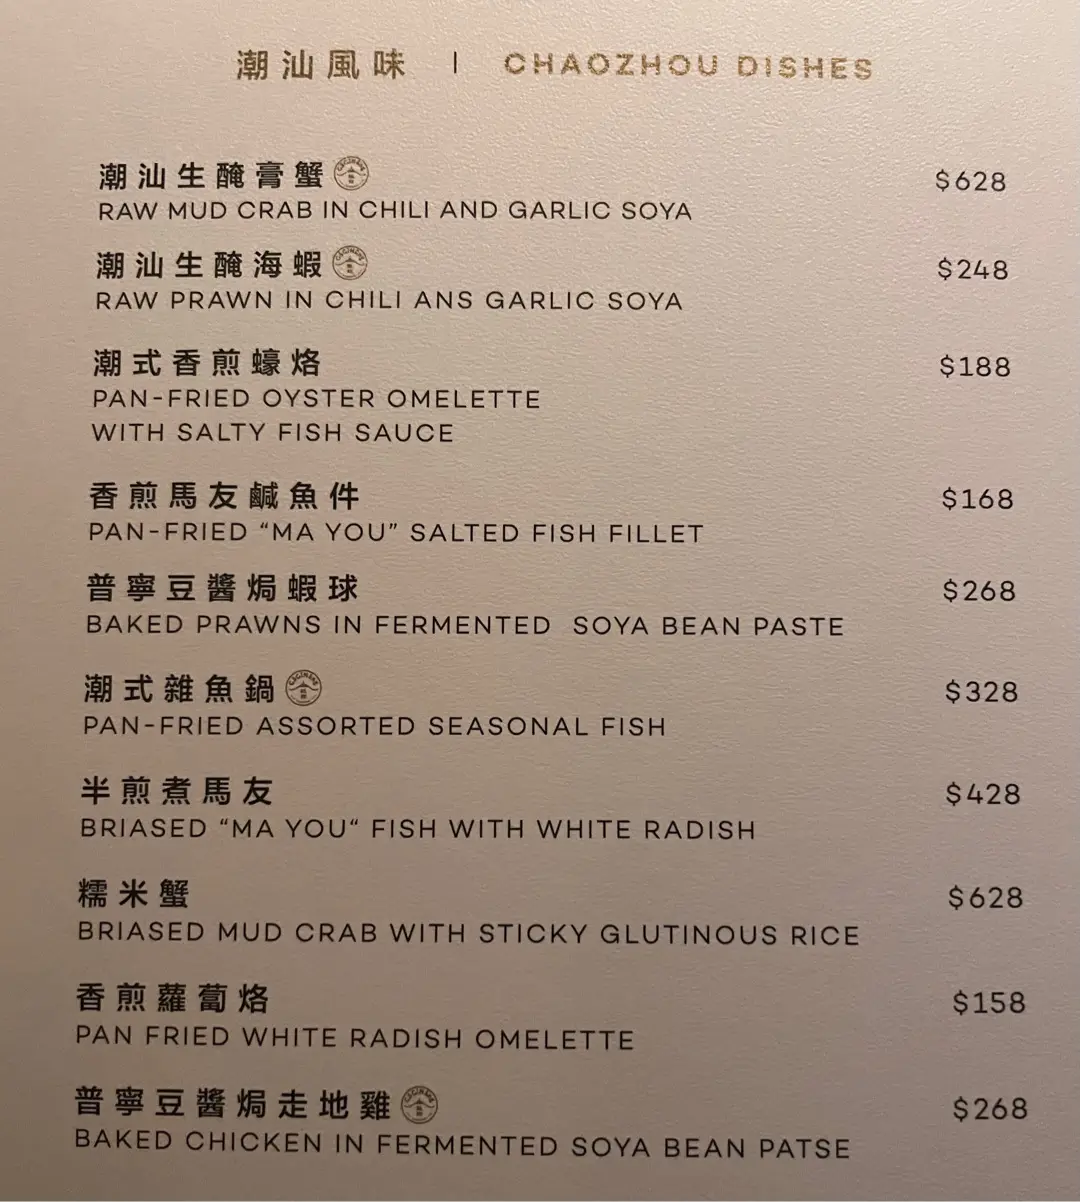 潮汕風味 | CHAOZHOU DISHES
潮汕生醃膏蟹 $628
RAW MUD CRAB IN CHILI AND GARLIC SOYA
潮汕生醃海蝦 $248
RAW PRAWN IN CHILI ANS GARLIC SOYA
潮式香煎蠔烙 $188
PAN-FRIED OYSTER OMELETTE
WITH SALTY FISH SAUCE
香煎馬友鹹魚件 $168
PAN-FRIED “MA YOU” SALTED FISH FILLET
普寧豆醬焗蝦球 $268
BAKED PRAWNS IN FERMENTED SOYA BEAN PASTE
潮式雜魚鍋 $328
PAN-FRIED ASSORTED SEASONAL FISH
半煎煮馬友 $428
BRIASED “MA YOU“ FISH WITH WHITE RADISH
糯米蟹 $628
BRIASED MUD CRAB WITH STICKY GLUTINOUS RICE
香煎蘿蔔烙 $158
PAN FRIED WHITE RADISH OMELETTE
普寧豆醬焗走地雞 $268
BAKED CHICKEN IN FERMENTED SOYA BEAN PATSE